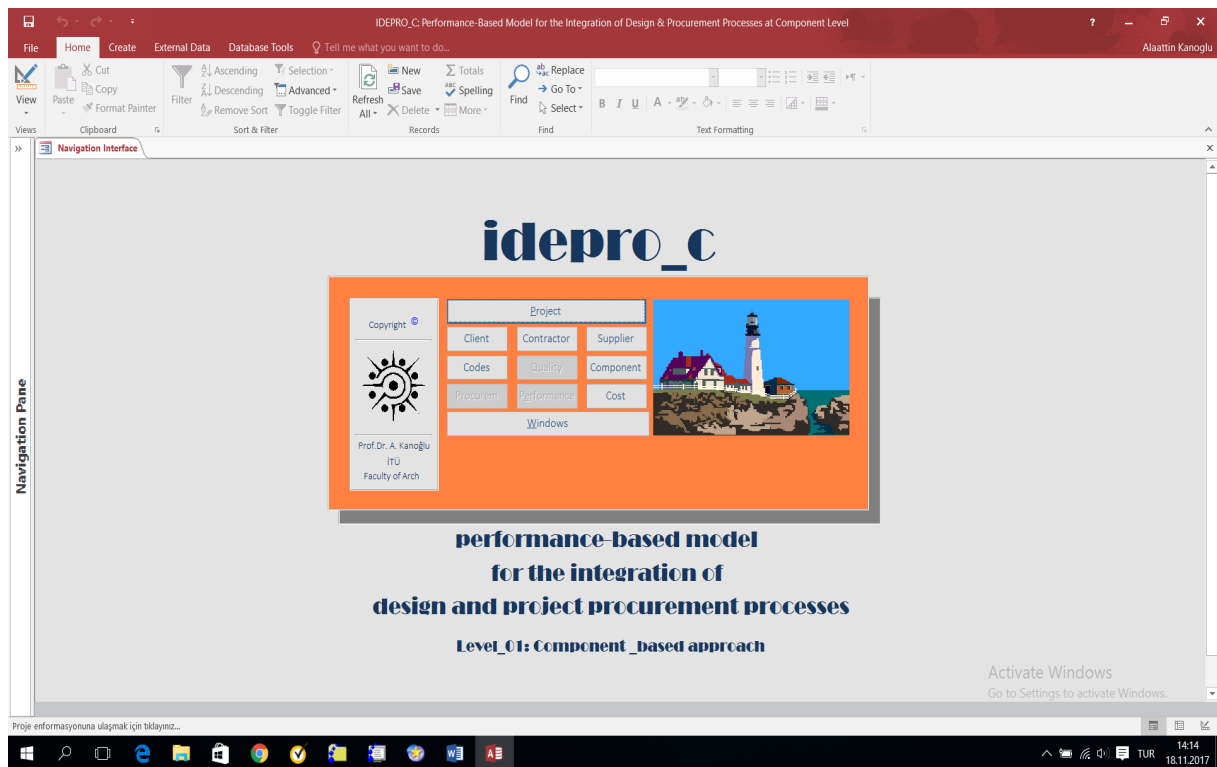 IDEPRO_C: Performance-Based Model for the Integration of Design & Procurement Processes at Component Level
?
File Home Create External Data Database Tools Tell me what you want to do...
Alaattin Kanoglu
View
Views
Paste
Cut
Copy
Format Painter
Clipboard
Filter
Ascending
Descending
Remove Sort
Selection
Advanced
Toggle Filter
Sort & Filter
Refresh
All
New
Save
Delete
Totals
Spelling
More
Records
Find
Replace
Go To
Select
Find
B I U A
Text Formatting
Navigation Interface
Navigation Pane
idepro_c
Copyright ©
Prof.Dr. A. Kanoğlu
İTÜ
Faculty of Arch
Project
Client Contractor Supplier
Codes Quality Component
Procurem Performance Cost
Windows
performance-based model
for the integration of
design and project procurement processes
Level_01: Component _based approach
Activate Windows
Go to Settings to activate Windows.
Proje enformasyonuna ulaşmak için tıklayınız...
TUR
14:14
18.11.2017